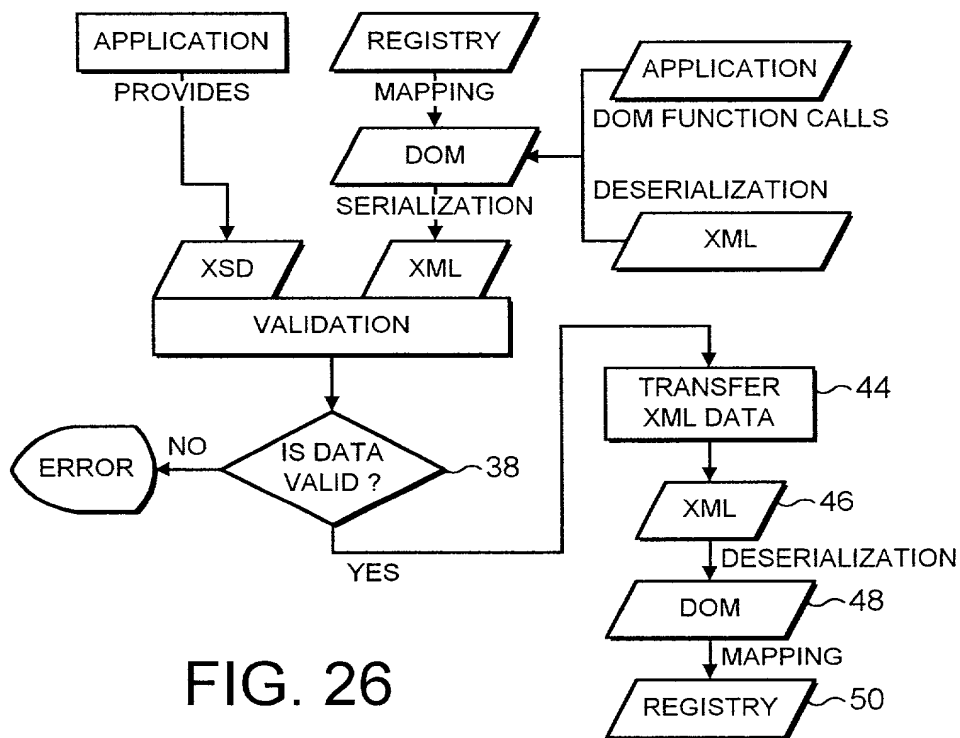 APPLICATION
PROVIDES
REGISTRY
MAPPING
APPLICATION
DOM FUNCTION CALLS
DOM
SERIALIZATION
DESERIALIZATION
XML
XSD
XML
VALIDATION
IS DATA
VALID ?
38
NO
ERROR
YES
TRANSFER
XML DATA
44
XML
46
DESERIALIZATION
DOM
48
MAPPING
REGISTRY
50
FIG. 26